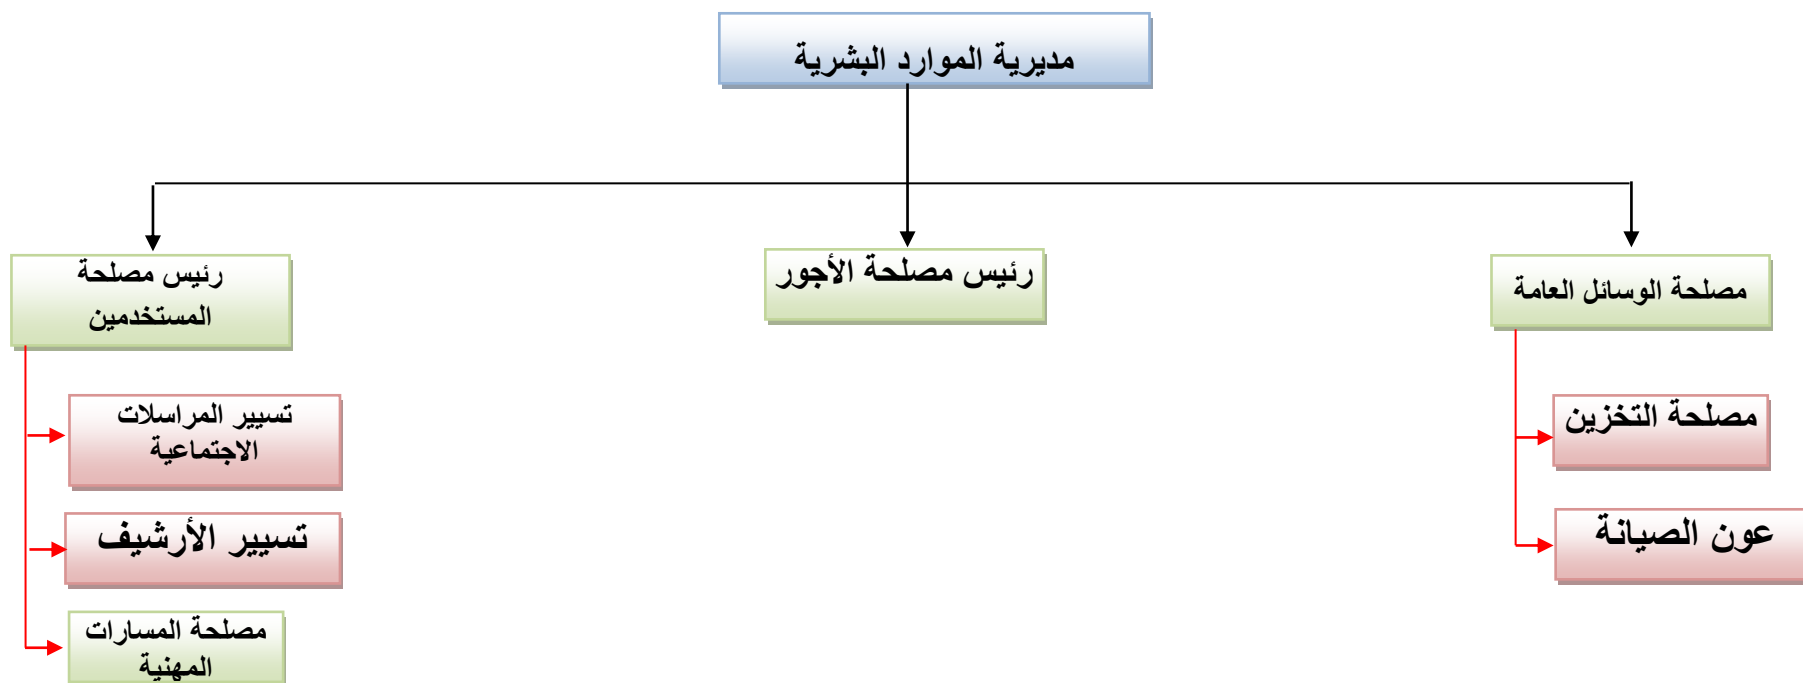 مديرية الموارد البشرية
مصلحة الوسائل العامة
رئيس مصلحة الأجور
رئيس مصلحة
المستخدمين
مصلحة التخزين
عون الصيانة
تسيير المراسلات
الاجتماعية
تسيير الأرشيف
مصلحة المسارات
المهنية